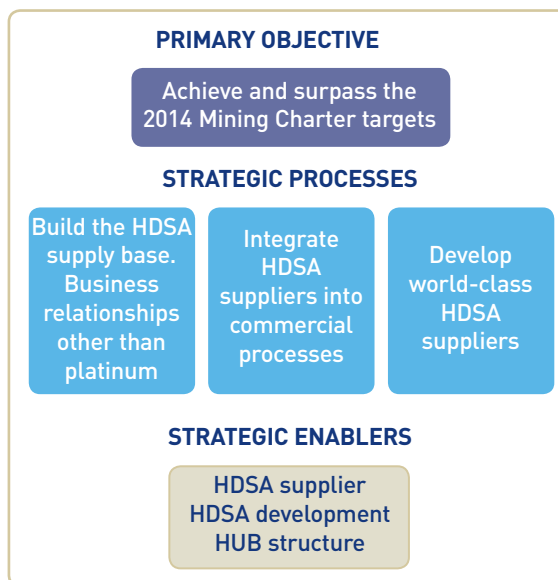 PRIMARY OBJECTIVE
Achieve and surpass the
2014 Mining Charter targets
STRATEGIC PROCESSES
Build the HDSA
supply base.
Business
relationships
other than
platinum
Integrate
HDSA
suppliers into
commercial
processes
Develop
world-class
HDSA
suppliers
STRATEGIC ENABLERS
HDSA supplier
HDSA development
HUB structure